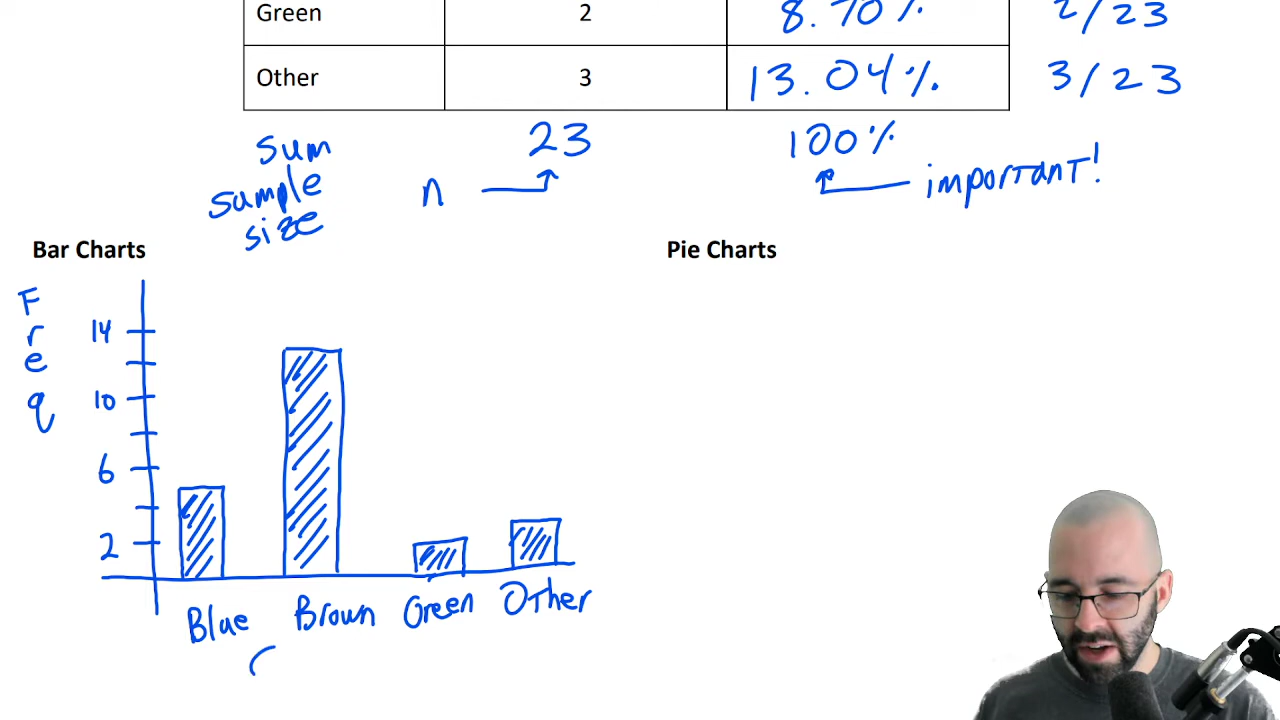 Green 2 8.70% 2/23
Other 3 13.04% 3/23
sum 23 100%
sample size n important!
Bar Charts Pie Charts
Freq
14
10
6
2
Blue Brown Green Other